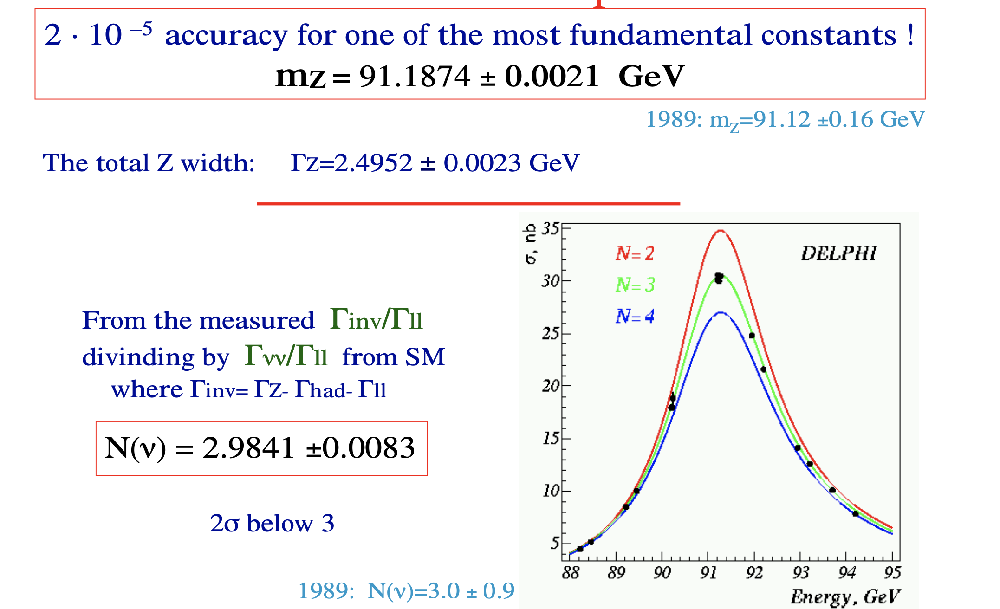 2 · 10 –5 accuracy for one of the most fundamental constants !
mZ = 91.1874 ± 0.0021 GeV
1989: mZ=91.12 ±0.16 GeV
The total Z width: ΓZ=2.4952 ± 0.0023 GeV
From the measured Γinv/Γll
divinding by Γνν/Γll from SM
where Γinv= ΓZ- Γhad- Γll
N(ν) = 2.9841 ±0.0083
2σ below 3
1989: N(ν)=3.0 ± 0.9
σ, nb
35
30
25
20
15
10
5
N= 2
N= 3
N= 4
DELPHI
88 89 90 91 92 93 94 95
Energy, GeV